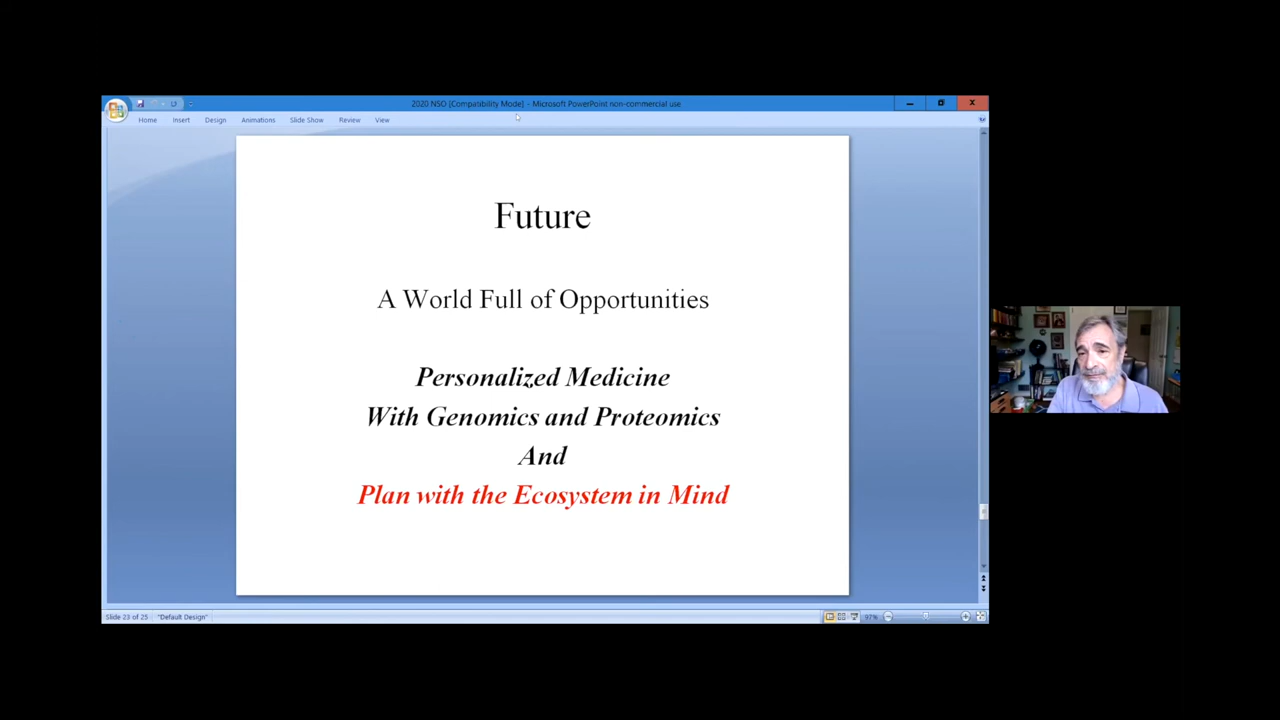 2020 NSO [Compatibility Mode] - Microsoft PowerPoint non-commercial use
Home Insert Design Animations Slide Show Review View
Future
A World Full of Opportunities
Personalized Medicine
With Genomics and Proteomics
And
Plan with the Ecosystem in Mind
Slide 23 of 25 "Default Design" 97%